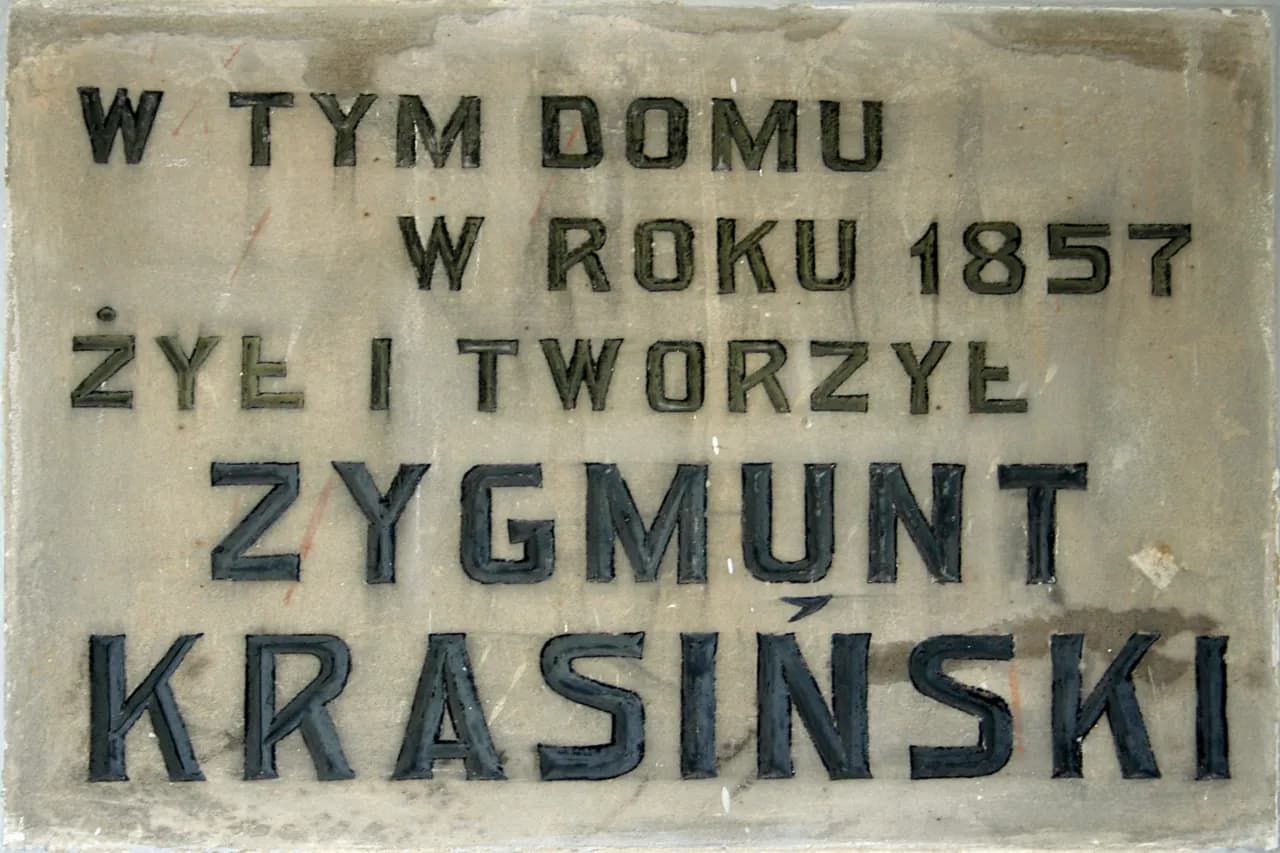 W TYM DOMU
W ROKU 1857
ŻYŁ I TWORZYŁ
ZYGMUNT
KRASIŃSKI